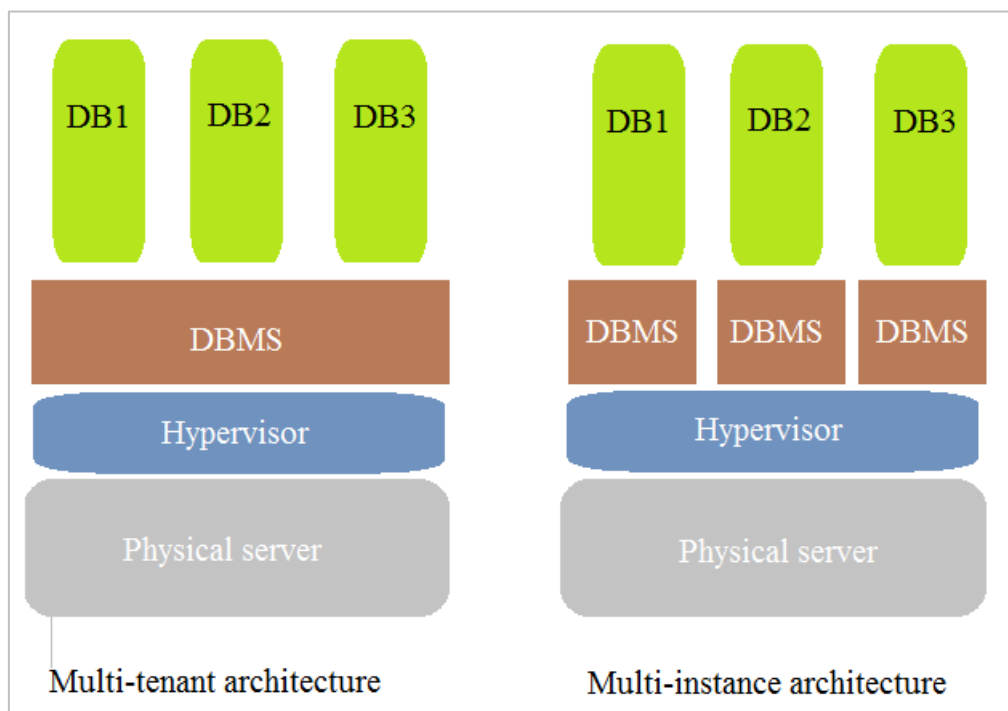 DB1 DB2 DB3
DBMS
Hypervisor
Physical server
Multi-tenant architecture
DB1 DB2 DB3
DBMS DBMS DBMS
Hypervisor
Physical server
Multi-instance architecture